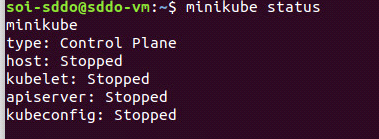 soi-sddo@sddo-vm:~$ minikube status
minikube
type: Control Plane
host: Stopped
kubelet: Stopped
apiserver: Stopped
kubeconfig: Stopped